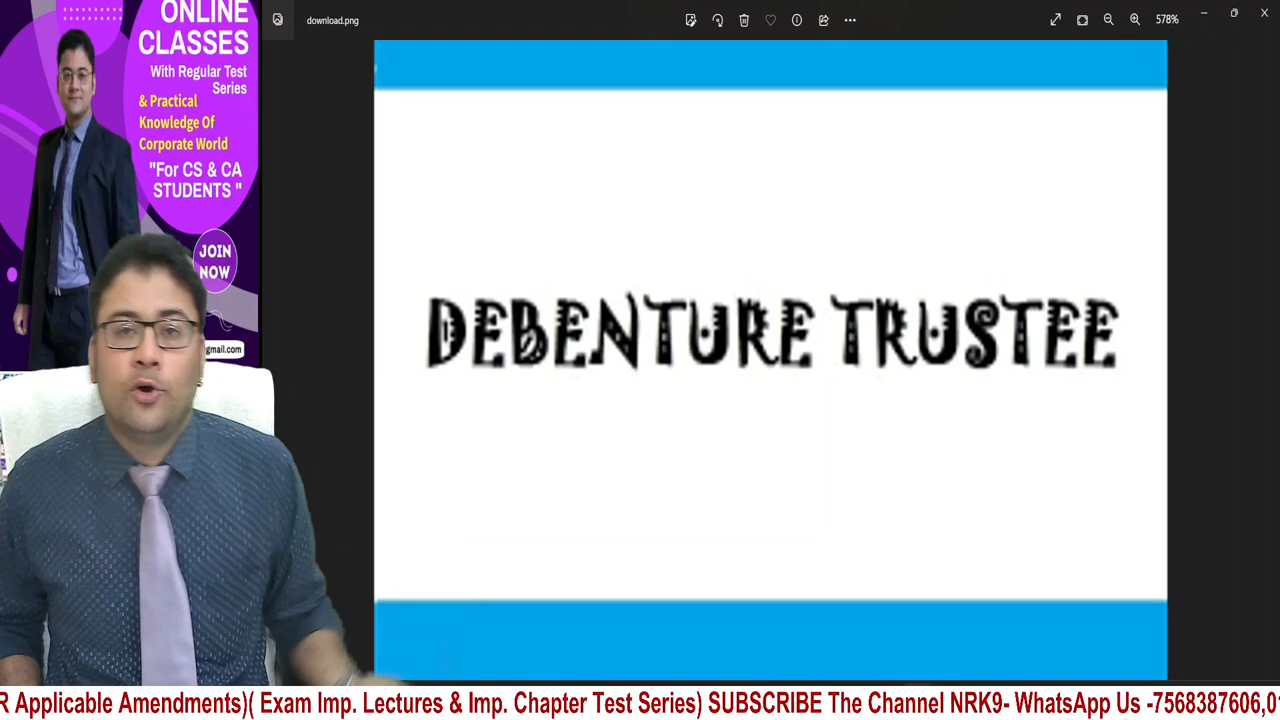 ONLINE
CLASSES
With Regular Test
Series
& Practical
Knowledge Of
Corporate World
"For CS & CA
STUDENTS "
JOIN
NOW
gmail.com
download.png
578%
DEBENTURE TRUSTEE
R Applicable Amendments)( Exam Imp. Lectures & Imp. Chapter Test Series) SUBSCRIBE The Channel NRK9- WhatsApp Us -7568387606,0